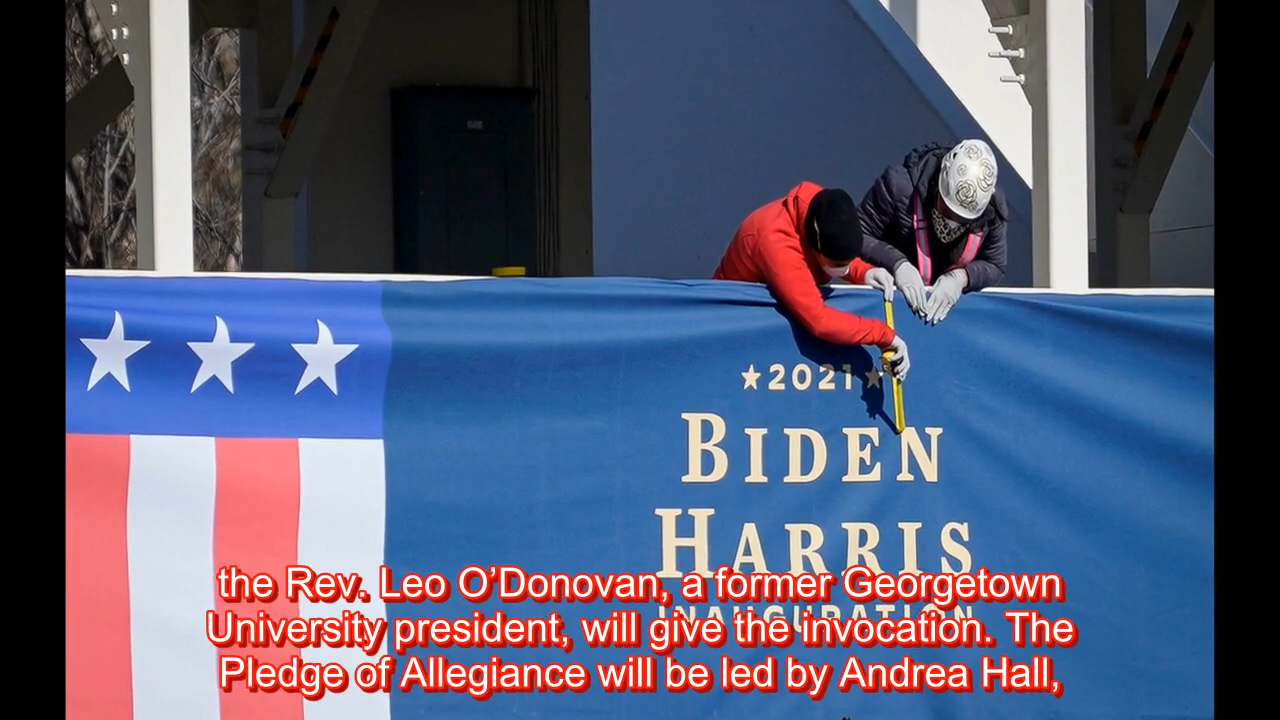 ★2021★
BIDEN
HARRIS
INAUGURATION
the Rev. Leo O’Donovan, a former Georgetown
University president, will give the invocation. The
Pledge of Allegiance will be led by Andrea Hall,